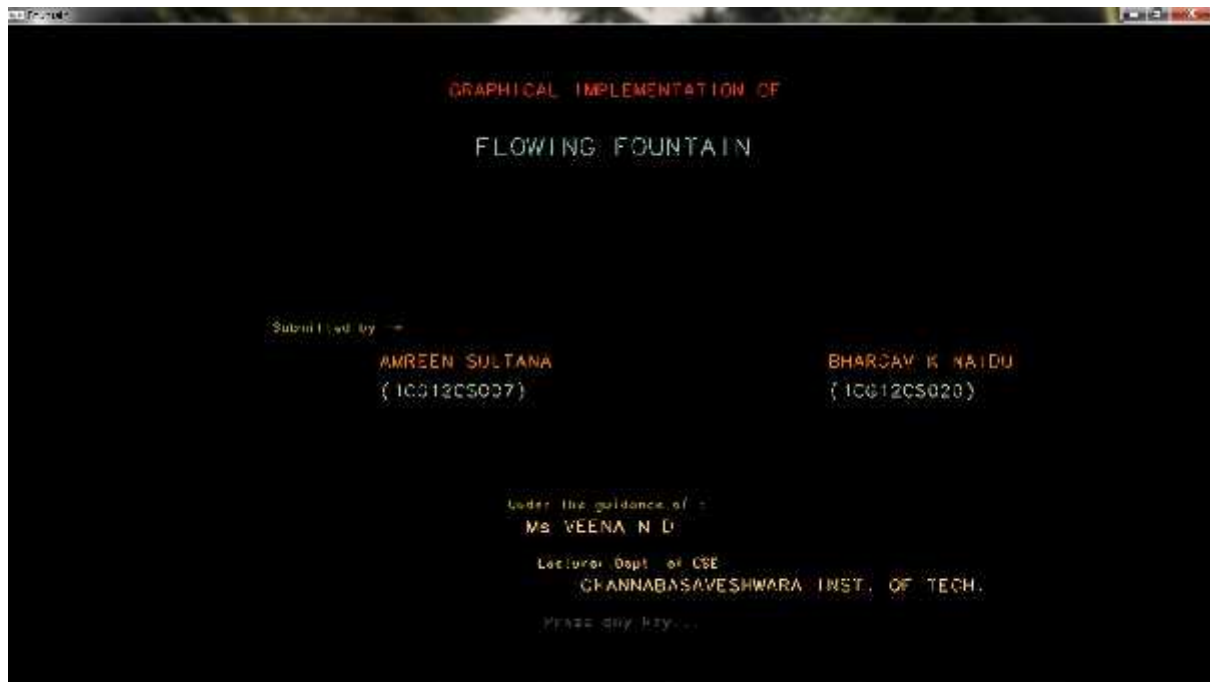 Fountain
GRAPHICAL IMPLEMENTATION OF
FLOWING FOUNTAIN
Submitted by :-
AMREEN SULTANA BHARGAV K NAIDU
(1CG12CS007) (1CG12CS020)
Under the guidance of :
Ms VEENA N D
Lecturer Dept. of CSE
CHANNABASAVESHWARA INST. OF TECH.
Press any key...